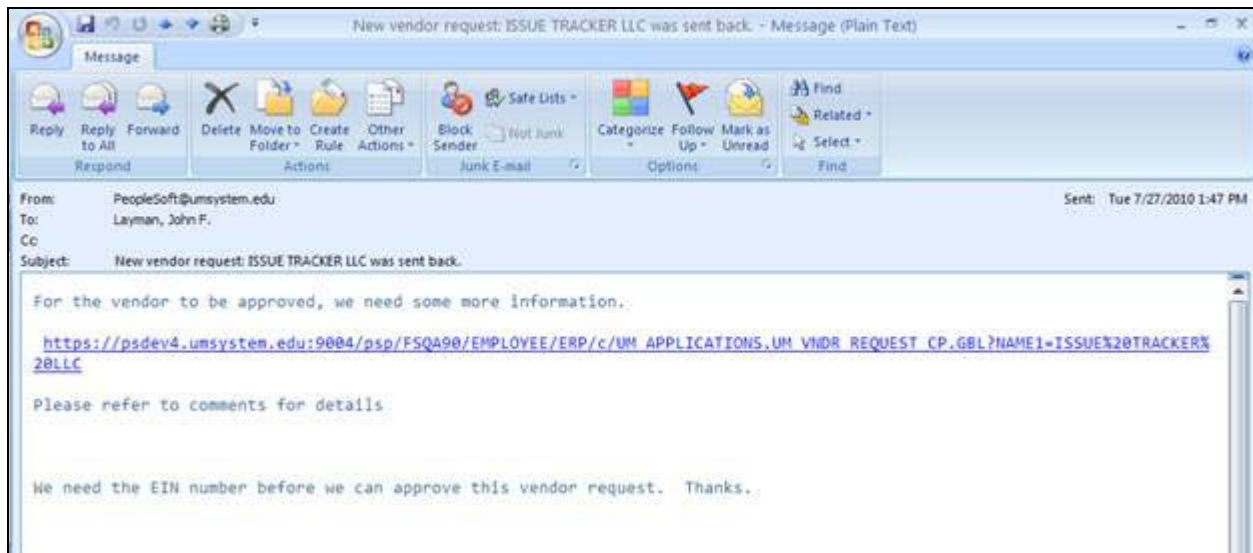 New vendor request: ISSUE TRACKER LLC was sent back. - Message (Plain Text)
Message
Reply Reply to All Forward Delete Move to Folder Create Rule Other Actions Block Sender Safe Lists Not Junk Categorize Follow Up Mark as Unread Find Related Select
Respond Actions Junk E-mail Options Find
From: PeopleSoft@umsystem.edu Sent: Tue 7/27/2010 1:47 PM
To: Layman, John F.
Cc
Subject: New vendor request: ISSUE TRACKER LLC was sent back.
For the vendor to be approved, we need some more information.
https://psdev4.umsystem.edu:9004/psp/FSQA90/EMPLOYEE/ERP/c/UM_APPLICATIONS.UM_VNDR_REQUEST_CP.GBL?NAME1=ISSUE%20TRACKER%
20LLC
Please refer to comments for details
We need the EIN number before we can approve this vendor request. Thanks.